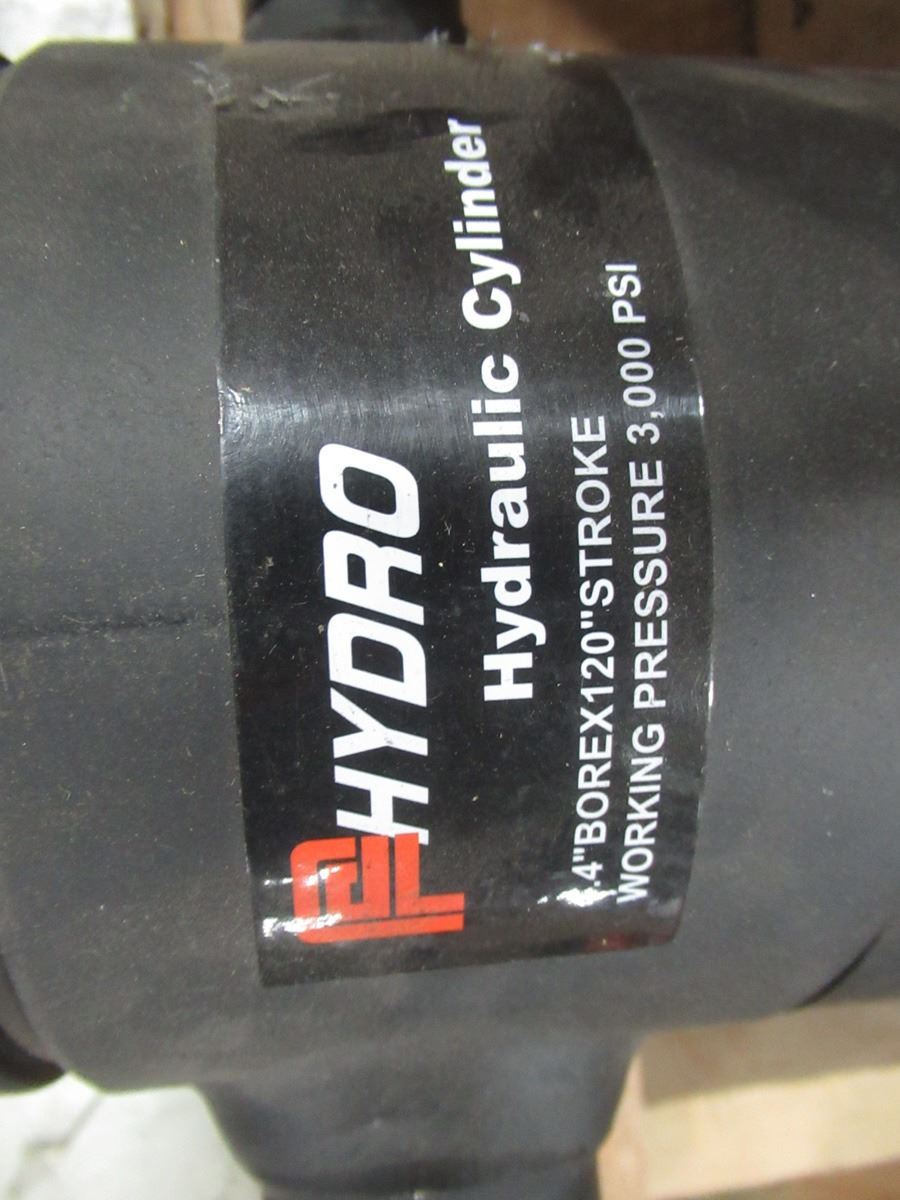 HYDRO
Hydraulic Cylinder
4"BOREX120"STROKE
WORKING PRESSURE 3,000 PSI